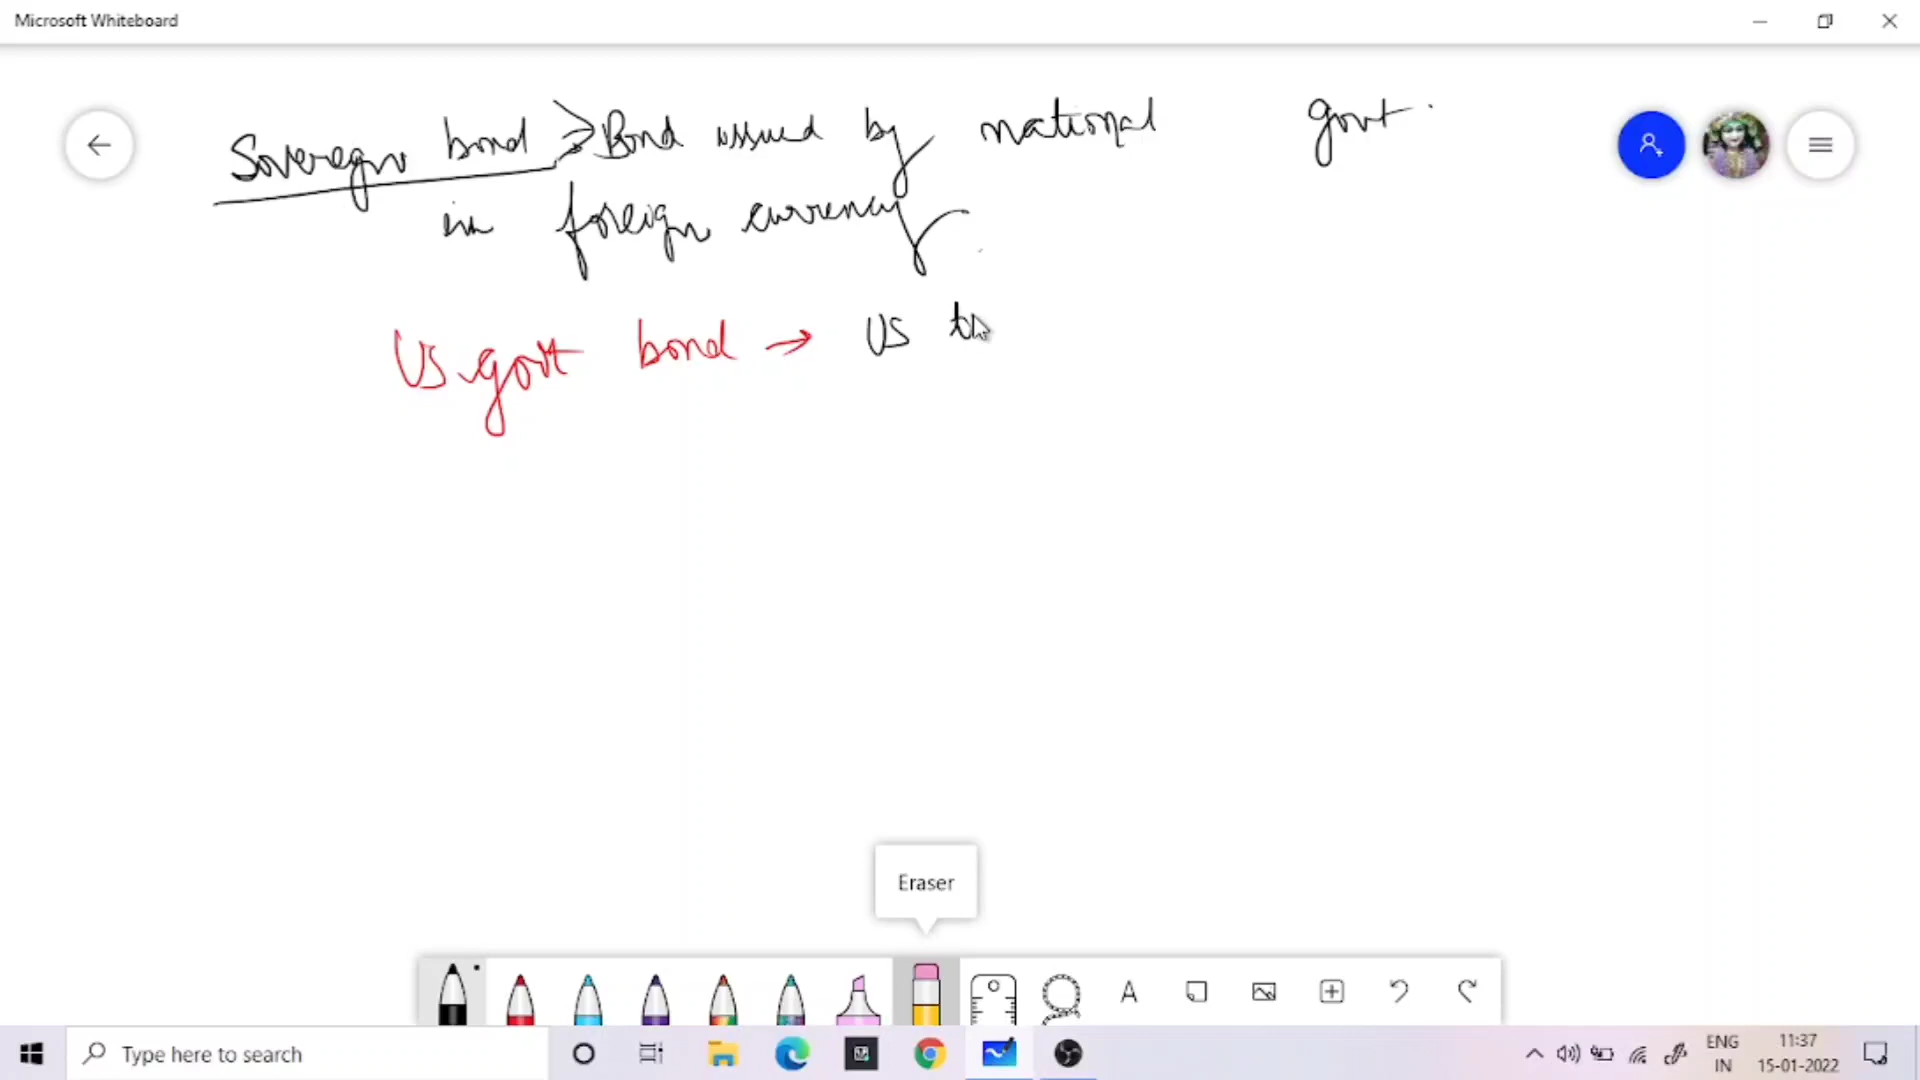 Microsoft Whiteboard
Soveregn bond → Bond issued by national govt.
in foreign currency
US govt bond → US
Eraser
A
Type here to search
ENG
IN
11:37
15-01-2022